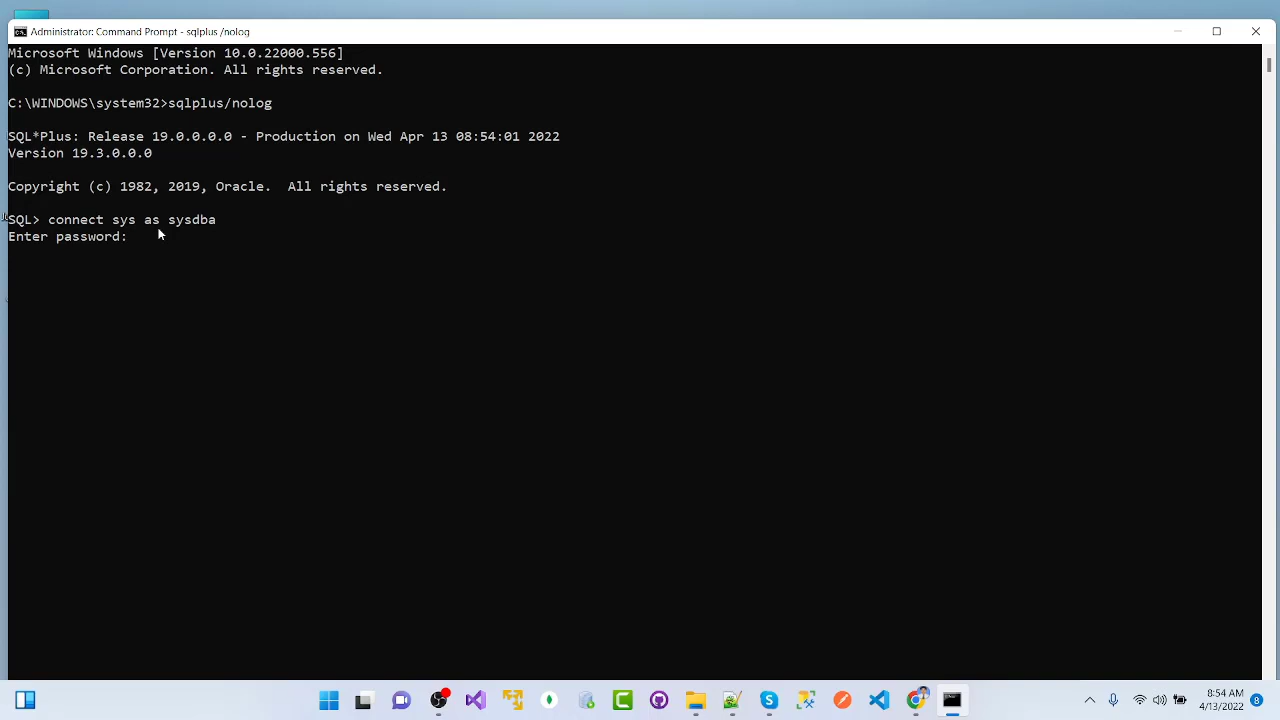 Administrator: Command Prompt - sqlplus /nolog
Microsoft Windows [Version 10.0.22000.556]
(c) Microsoft Corporation. All rights reserved.
C:\WINDOWS\system32>sqlplus/nolog
SQL*Plus: Release 19.0.0.0.0 - Production on Wed Apr 13 08:54:01 2022
Version 19.3.0.0.0
Copyright (c) 1982, 2019, Oracle.  All rights reserved.
SQL> connect sys as sysdba
Enter password:
8:54 AM
4/13/2022
8